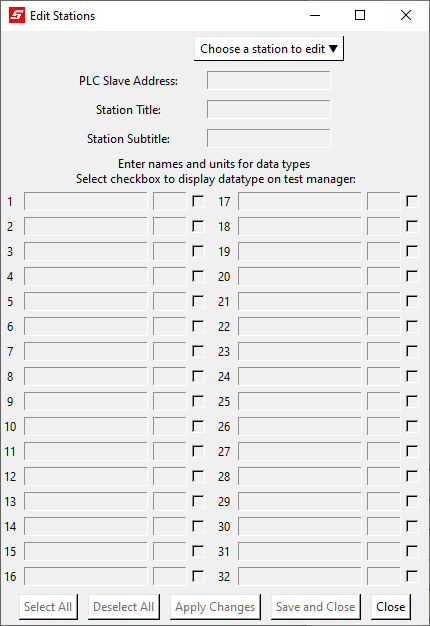 Edit Stations
Choose a station to edit ▼
PLC Slave Address:
Station Title:
Station Subtitle:
Enter names and units for data types
Select checkbox to display datatype on test manager:
1 17
2 18
3 19
4 20
5 21
6 22
7 23
8 24
9 25
10 26
11 27
12 28
13 29
14 30
15 31
16 32
Select All Deselect All Apply Changes Save and Close Close